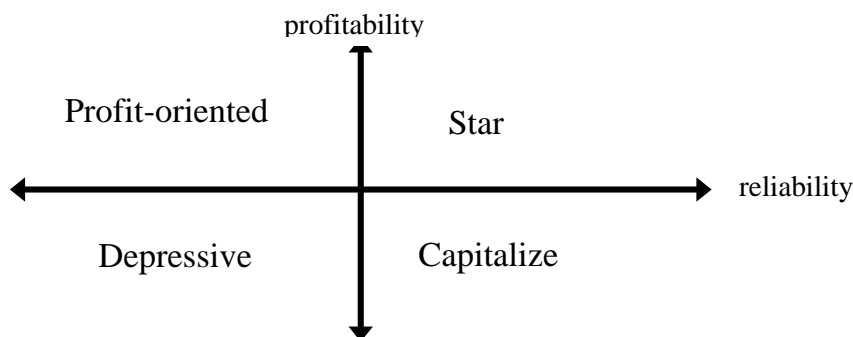 profitability
Profit-oriented
Star
reliability
Depressive
Capitalize